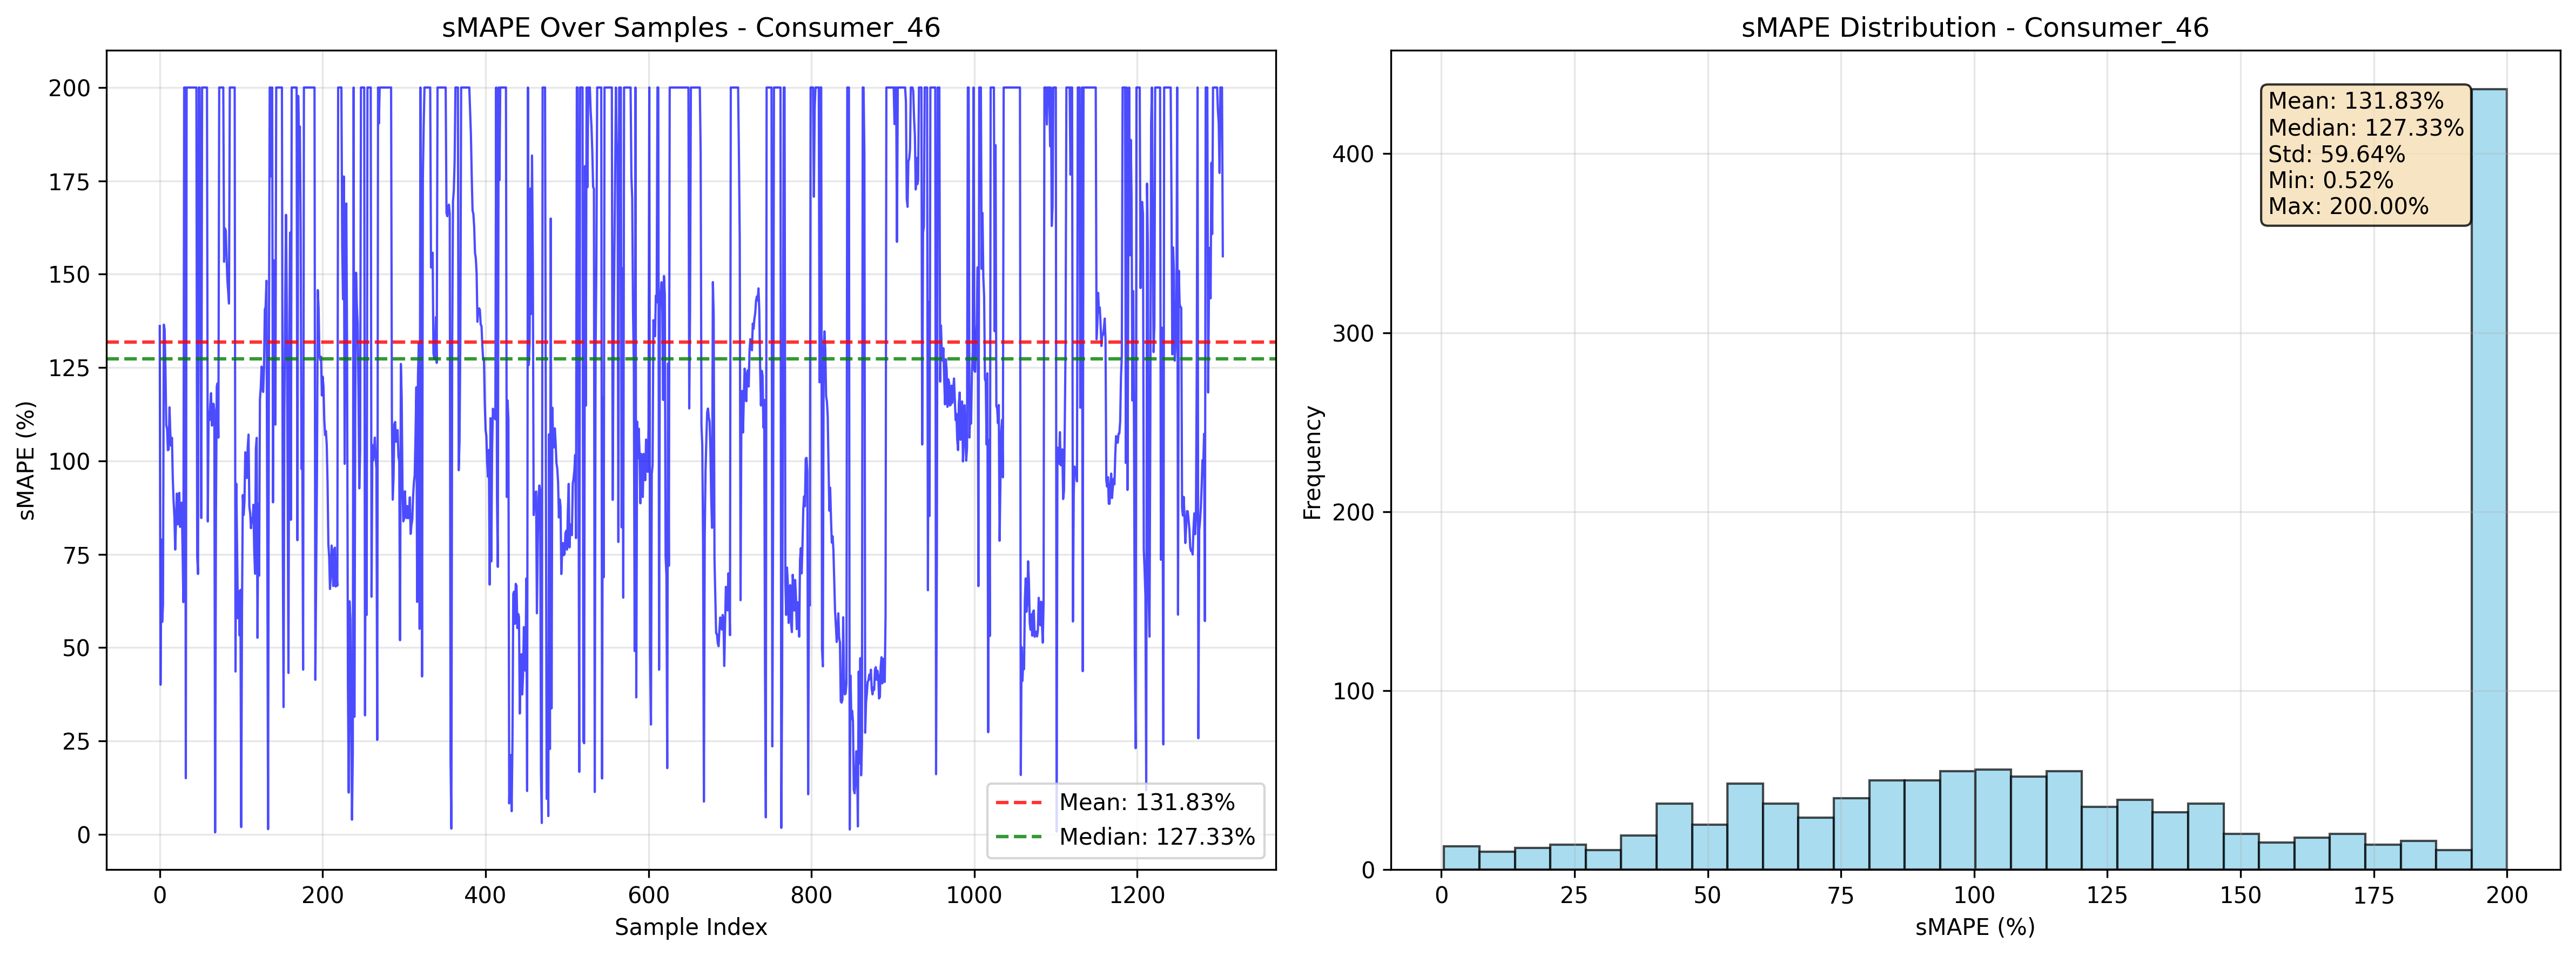 sMAPE Over Samples - Consumer_46
sMAPE (%)
200
175
150
125
100
75
50
25
0
Mean: 131.83%
Median: 127.33%
0 200 400 600 800 1000 1200
Sample Index
sMAPE Distribution - Consumer_46
Frequency
400
300
200
100
0
Mean: 131.83%
Median: 127.33%
Std: 59.64%
Min: 0.52%
Max: 200.00%
0 25 50 75 100 125 150 175 200
sMAPE (%)